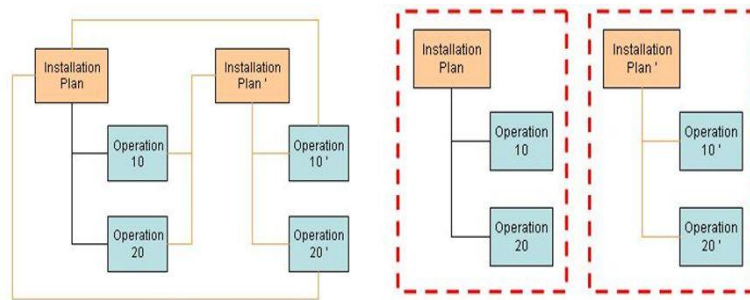 Installation
Plan
Installation
Plan '
Operation
10
Operation
10 '
Operation
20
Operation
20 '
Installation
Plan
Installation
Plan '
Operation
10
Operation
10 '
Operation
20
Operation
20 '